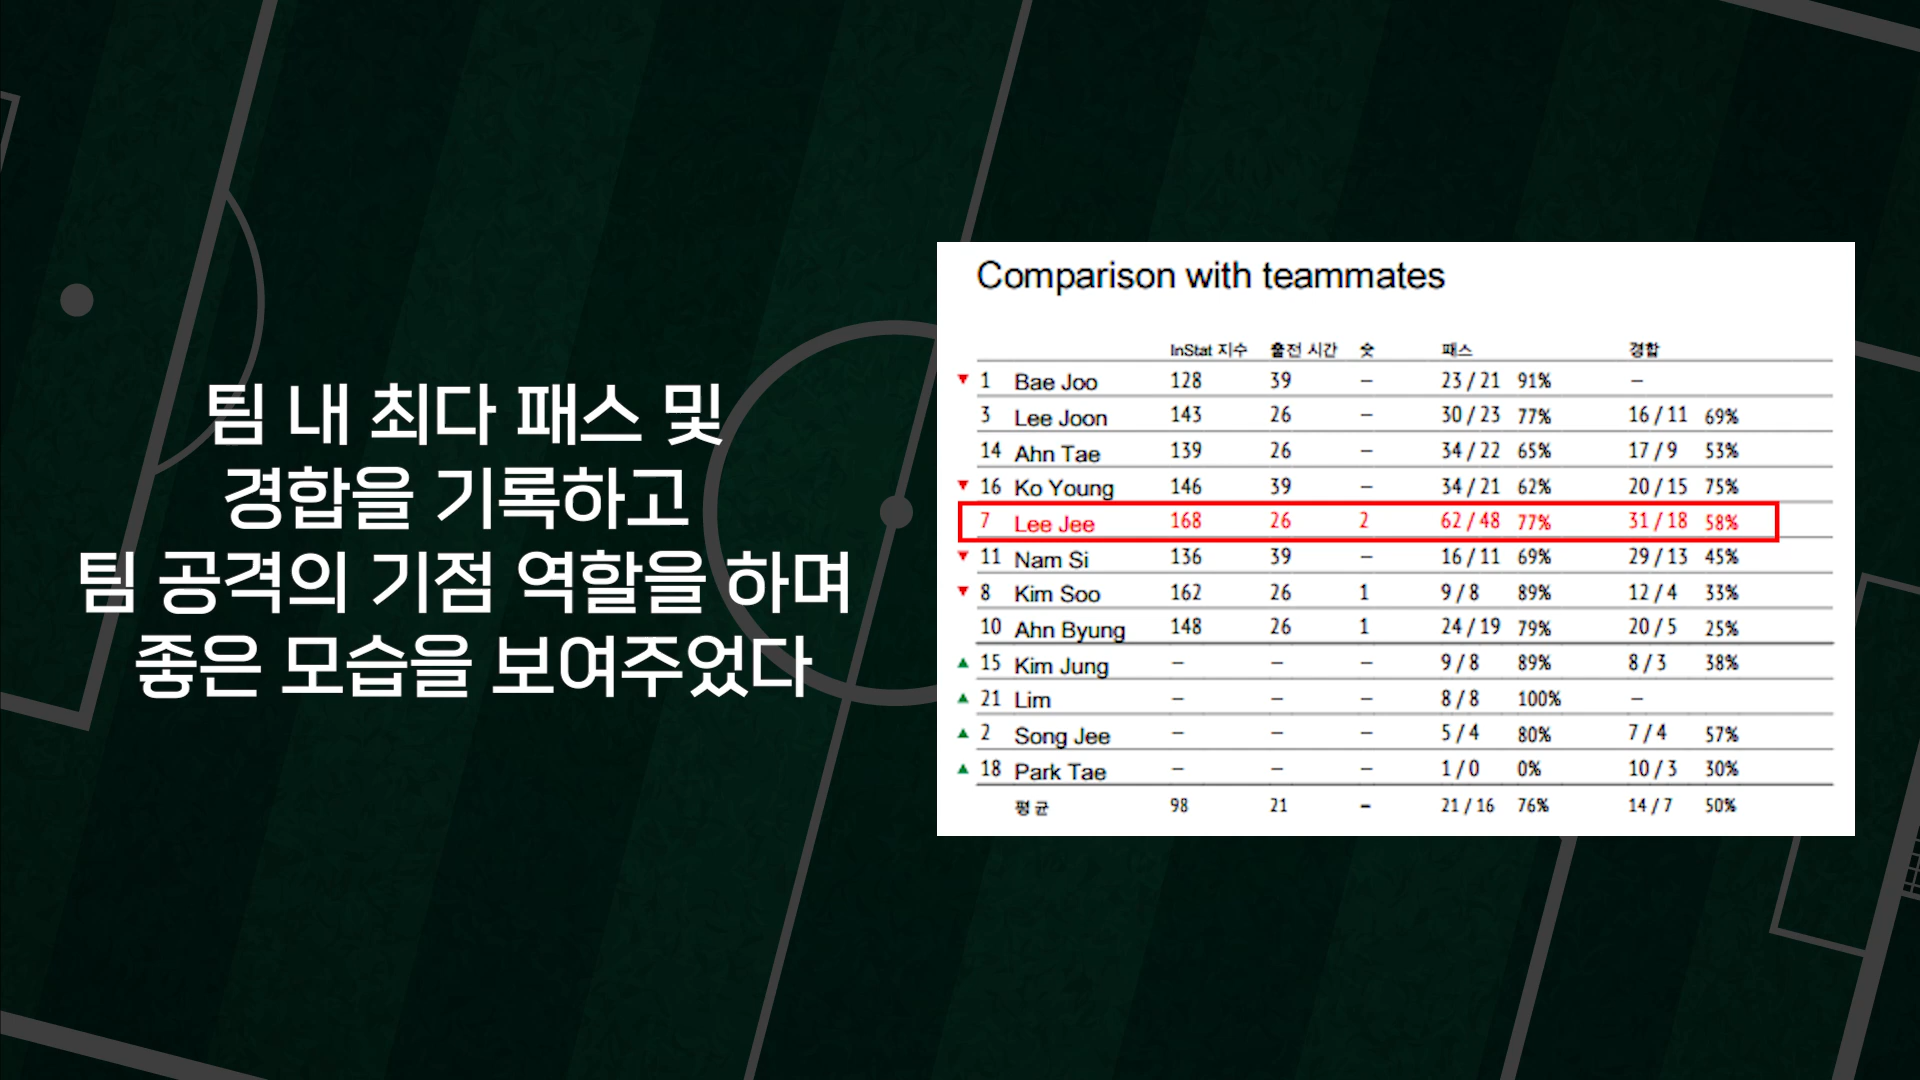 팀 내 최다 패스 및
경합을 기록하고
팀 공격의 기점 역할을 하며
좋은 모습을 보여주었다
Comparison with teammates
InStat 지수 출전 시간 슛 패스 경합
▼ 1 Bae Joo 128 39 – 23 / 21 91% –
3 Lee Joon 143 26 – 30 / 23 77% 16 / 11 69%
14 Ahn Tae 139 26 – 34 / 22 65% 17 / 9 53%
▼ 16 Ko Young 146 39 – 34 / 21 62% 20 / 15 75%
7 Lee Jee 168 26 2 62 / 48 77% 31 / 18 58%
▼ 11 Nam Si 136 39 – 16 / 11 69% 29 / 13 45%
▼ 8 Kim Soo 162 26 1 9 / 8 89% 12 / 4 33%
10 Ahn Byung 148 26 1 24 / 19 79% 20 / 5 25%
▲ 15 Kim Jung – – – 9 / 8 89% 8 / 3 38%
▲ 21 Lim – – – 8 / 8 100% –
▲ 2 Song Jee – – – 5 / 4 80% 7 / 4 57%
▲ 18 Park Tae – – – 1 / 0 0% 10 / 3 30%
평균 98 21 – 21 / 16 76% 14 / 7 50%